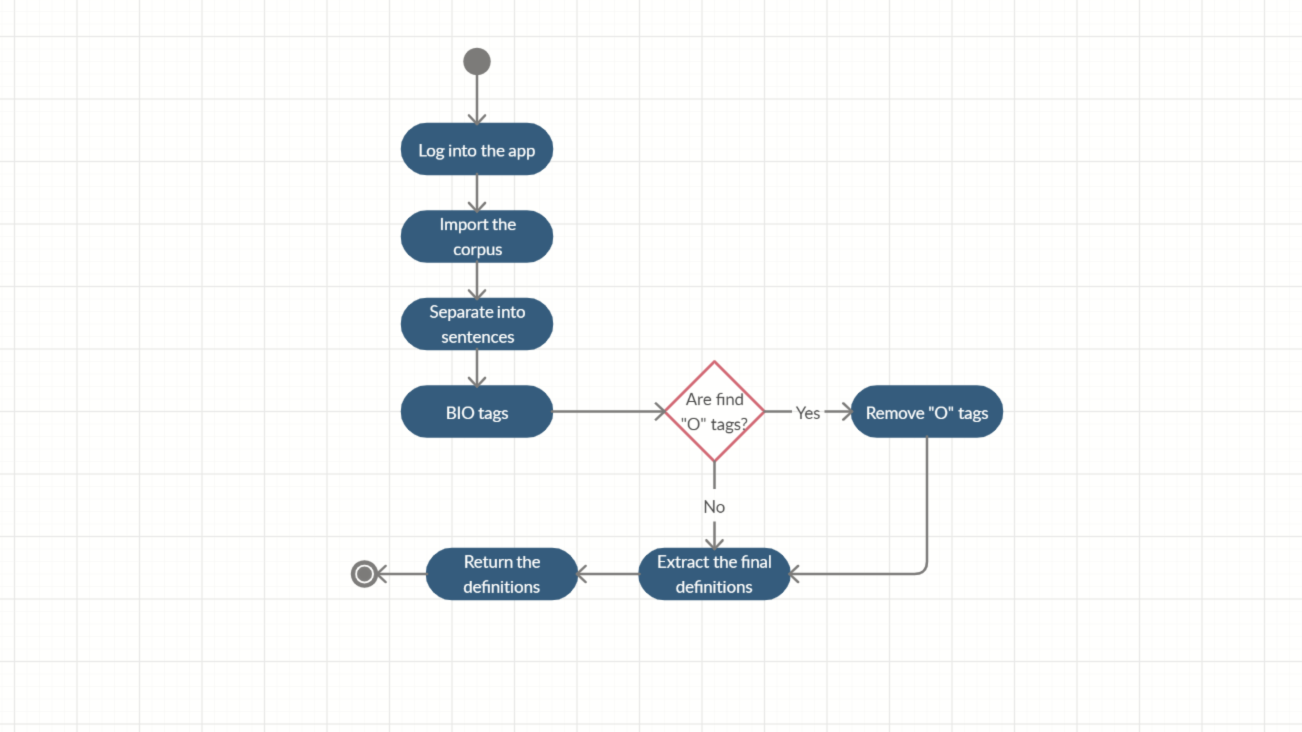 Log into the app
Import the
corpus
Separate into
sentences
BIO tags
Are find
"O" tags?
Yes
Remove "O" tags
No
Extract the final
definitions
Return the
definitions